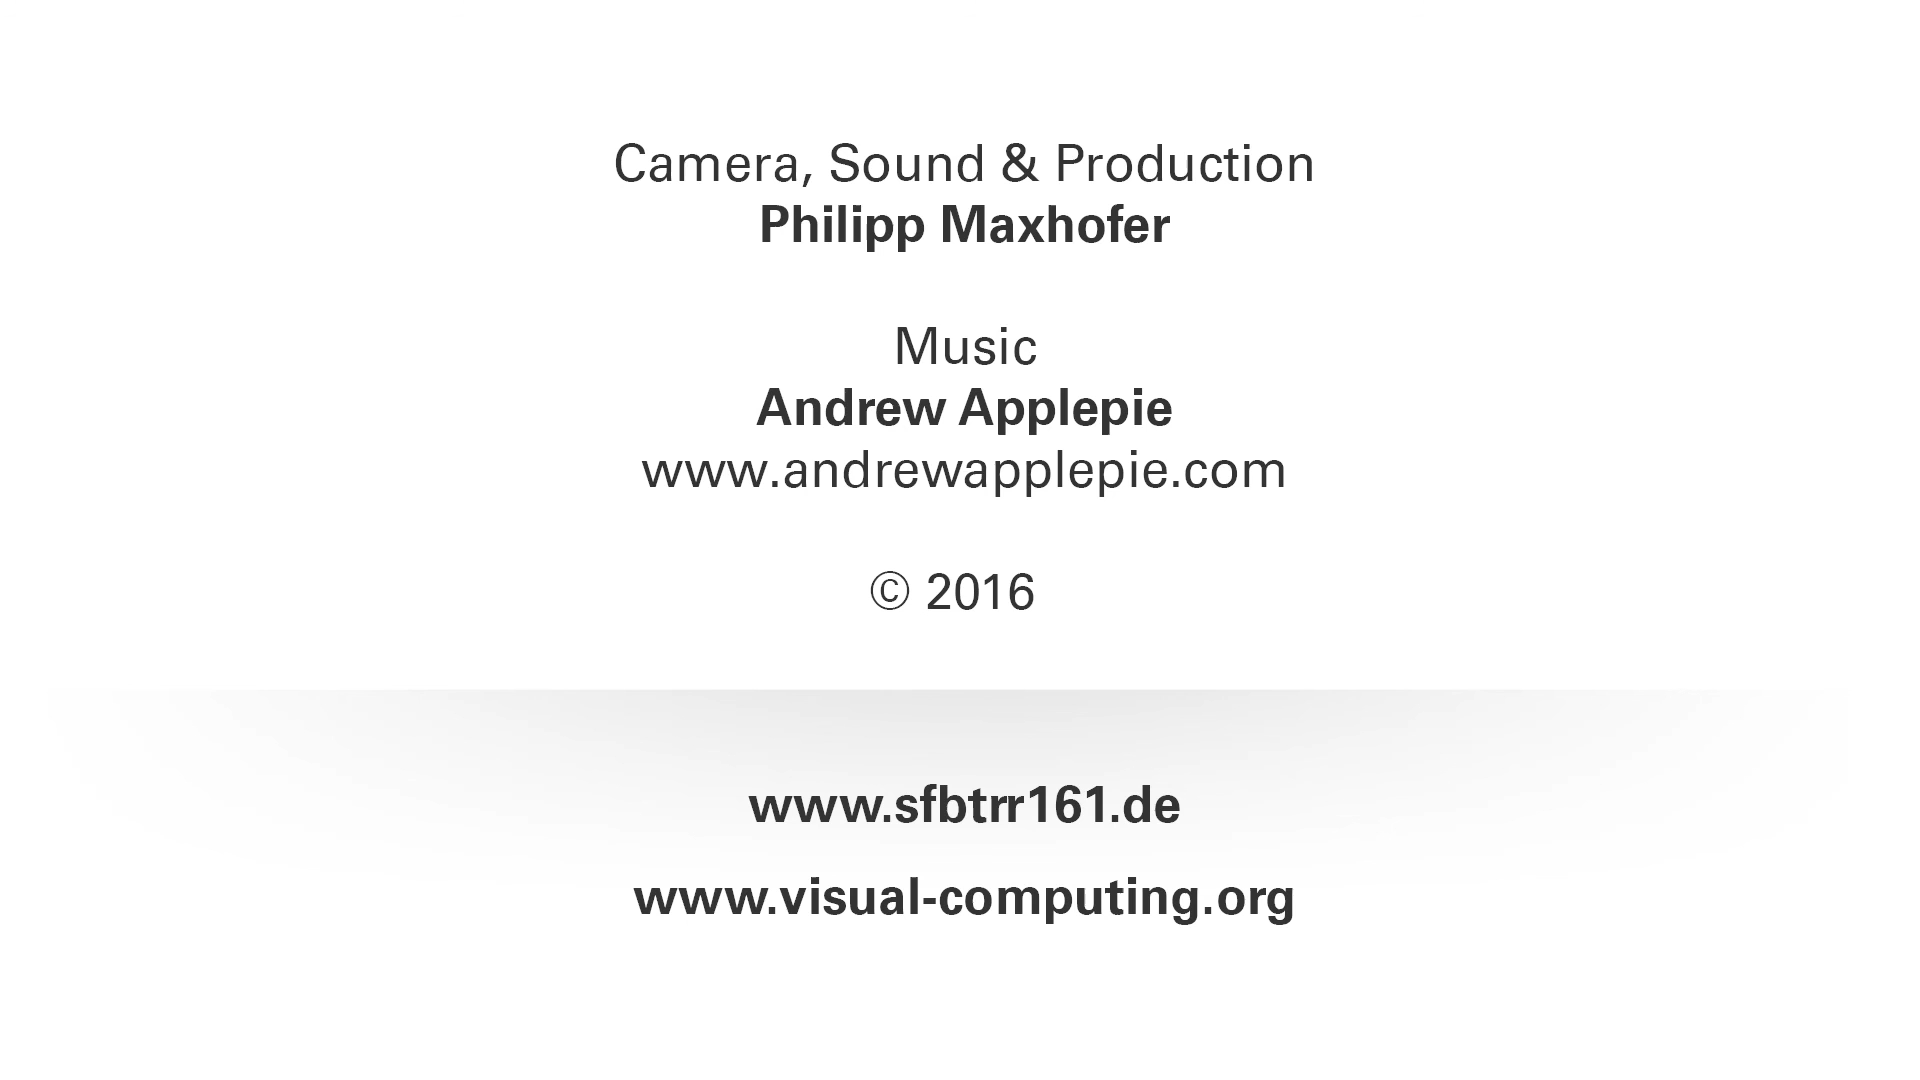 Camera, Sound & Production
Philipp Maxhofer
Music
Andrew Applepie
www.andrewapplepie.com
© 2016
www.sfbtrr161.de
www.visual-computing.org